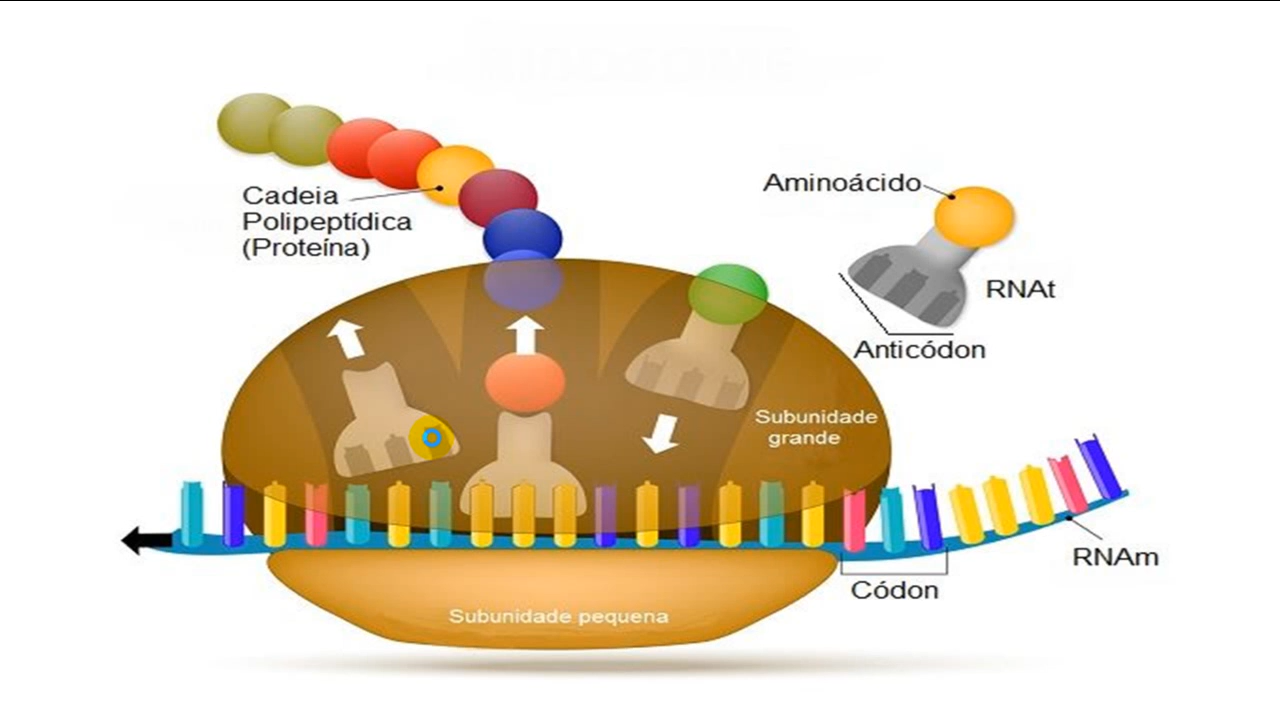 Cadeia
Polipeptídica
(Proteína)
Aminoácido
RNAt
Anticódon
Subunidade
grande
RNAm
Códon
Subunidade pequena